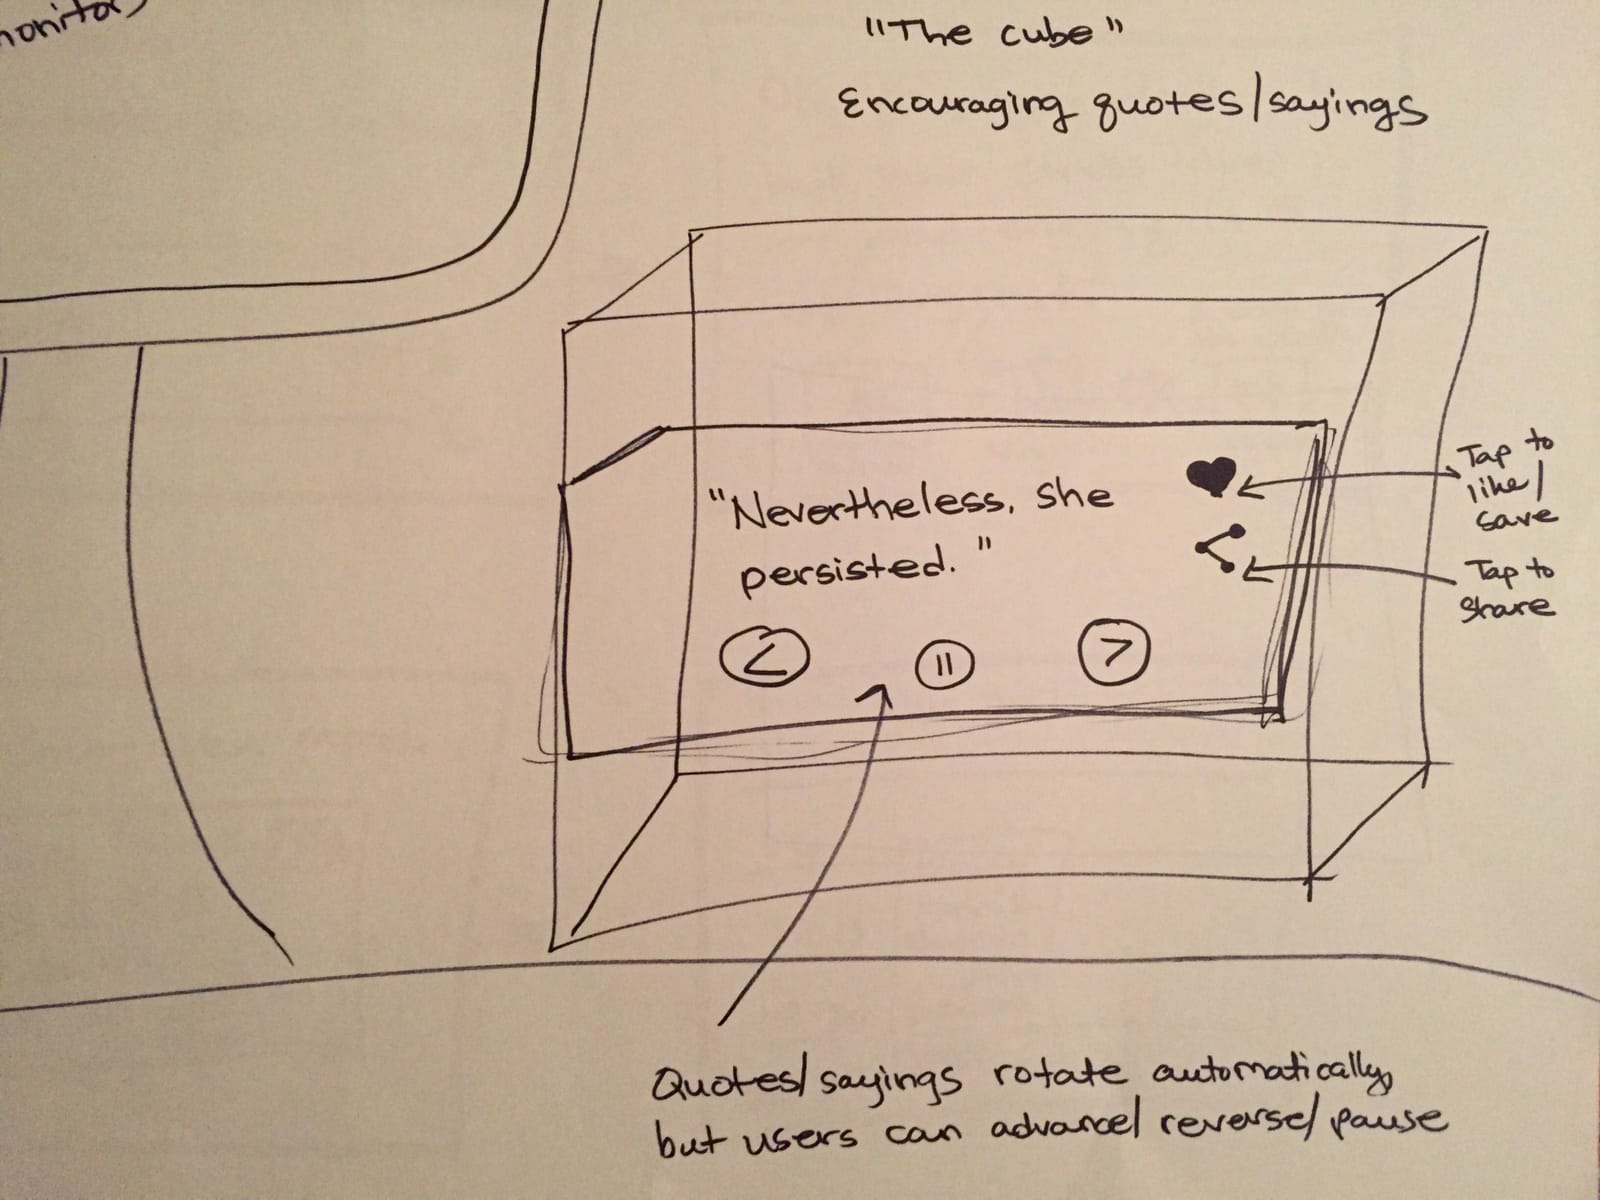 monitor
"The cube"
Encouraging quotes/sayings
"Nevertheless, she
persisted."
<
||
>
Tap to
like/
save
Tap to
share
Quotes/sayings rotate automatically,
but users can advance/reverse/pause